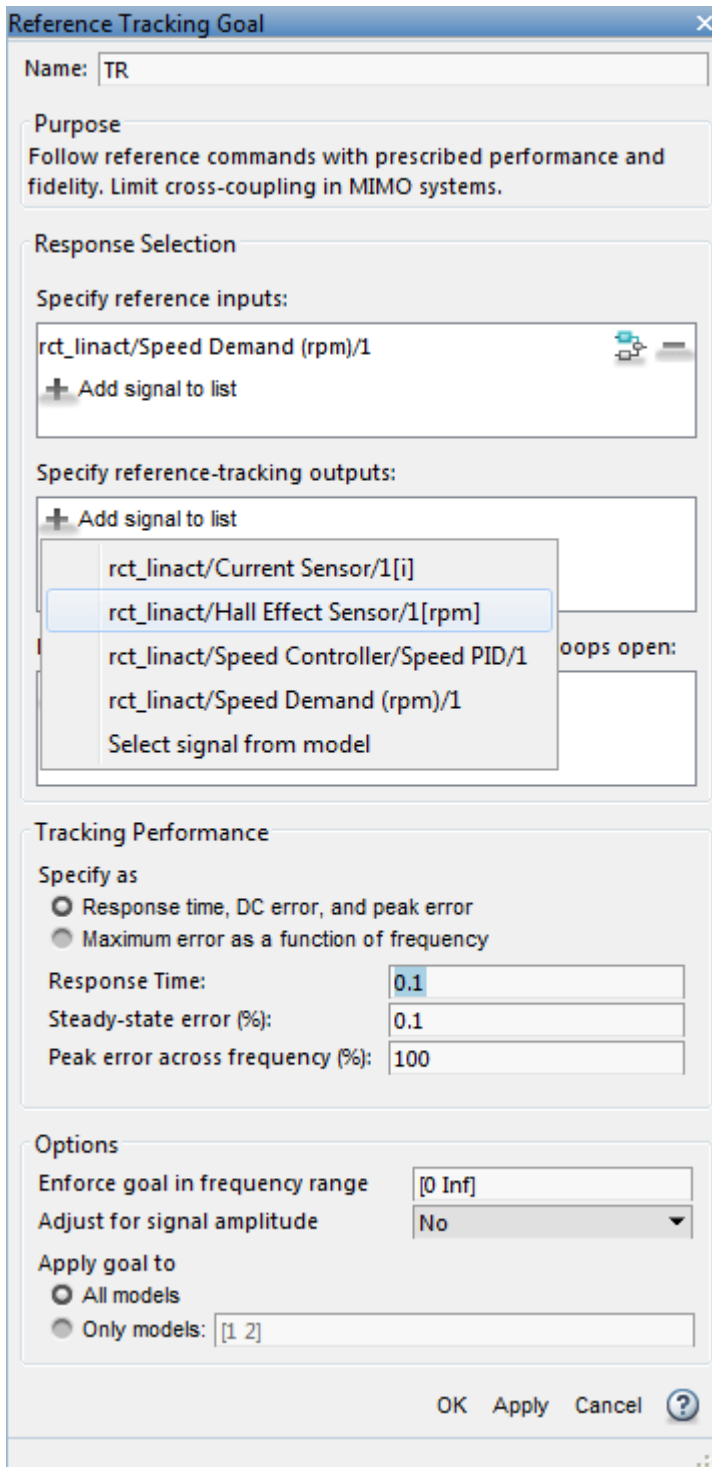 Reference Tracking Goal
Name: TR
Purpose
Follow reference commands with prescribed performance and
fidelity. Limit cross-coupling in MIMO systems.
Response Selection
Specify reference inputs:
rct_linact/Speed Demand (rpm)/1
Add signal to list
Specify reference-tracking outputs:
Add signal to list
rct_linact/Current Sensor/1[i]
rct_linact/Hall Effect Sensor/1[rpm]
rct_linact/Speed Controller/Speed PID/1
oops open:
rct_linact/Speed Demand (rpm)/1
Select signal from model
Tracking Performance
Specify as
Response time, DC error, and peak error
Maximum error as a function of frequency
Response Time: 0.1
Steady-state error (%): 0.1
Peak error across frequency (%): 100
Options
Enforce goal in frequency range [0 Inf]
Adjust for signal amplitude No
Apply goal to
All models
Only models: [1 2]
OK Apply Cancel ?